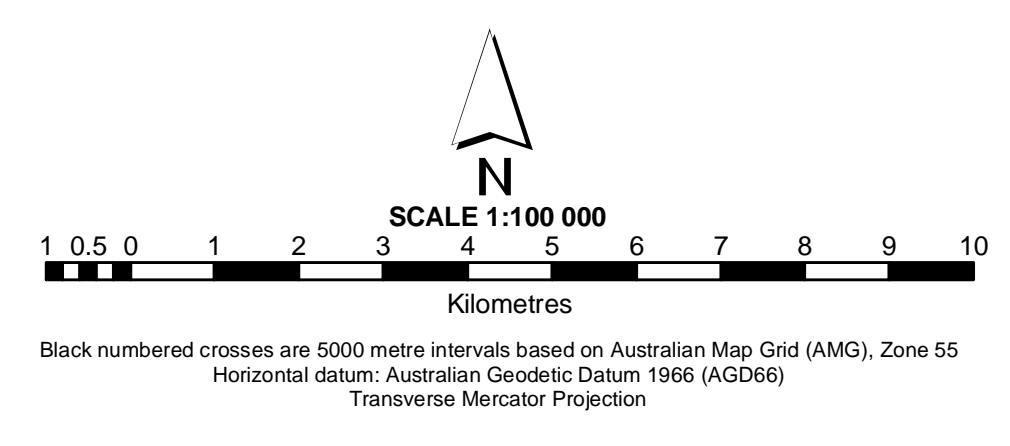 N
SCALE 1:100 000
1 0.5 0 1 2 3 4 5 6 7 8 9 10
Kilometres
Black numbered crosses are 5000 metre intervals based on Australian Map Grid (AMG), Zone 55
Horizontal datum: Australian Geodetic Datum 1966 (AGD66)
Transverse Mercator Projection